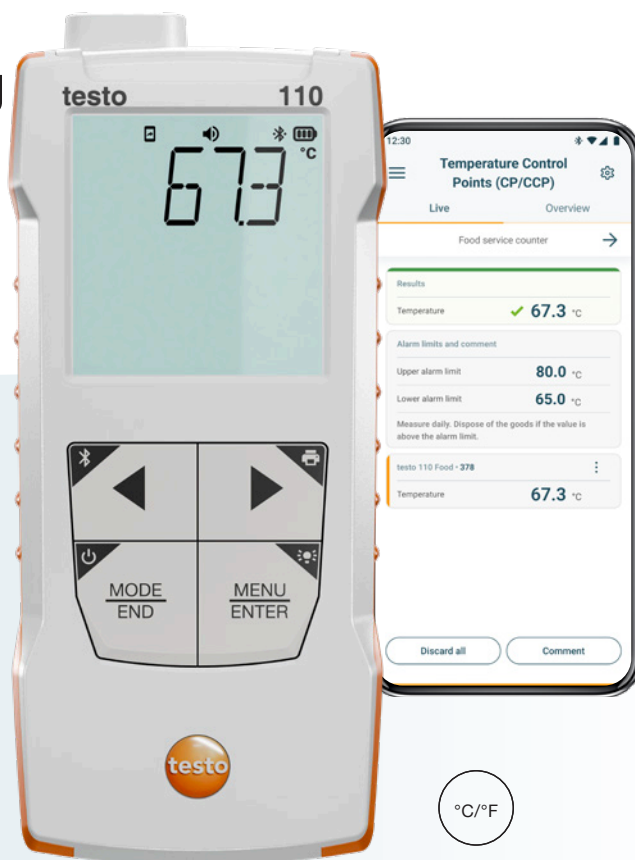 testo 110
°C
67.3
MODE
END
MENU
ENTER
testo
12:30
Temperature Control
Points (CP/CCP)
Live Overview
Food service counter
Results
Temperature 67.3 °C
Alarm limits and comment
Upper alarm limit 80.0 °C
Lower alarm limit 65.0 °C
Measure daily. Dispose of the goods if the value is
above the alarm limit.
testo 110 Food • 378
Temperature 67.3 °C
Discard all Comment
°C/°F